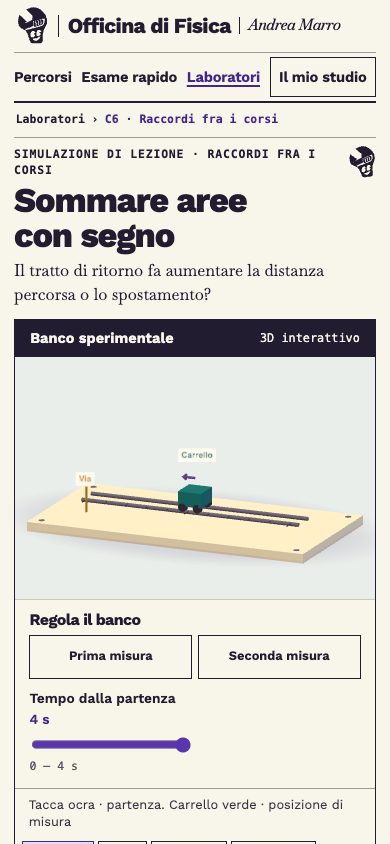 Officina di Fisica
Andrea Marro
Percorsi Esame rapido Laboratori Il mio studio
Laboratori › C6 · Raccordi fra i corsi
SIMULAZIONE DI LEZIONE · RACCORDI FRA I
CORSI
Sommare aree
con segno
Il tratto di ritorno fa aumentare la distanza
percorsa o lo spostamento?
Banco sperimentale
3D interattivo
Carrello
Via
Regola il banco
Prima misura
Seconda misura
Tempo dalla partenza
4 s
0 — 4 s
Tacca ocra · partenza. Carrello verde · posizione di
misura